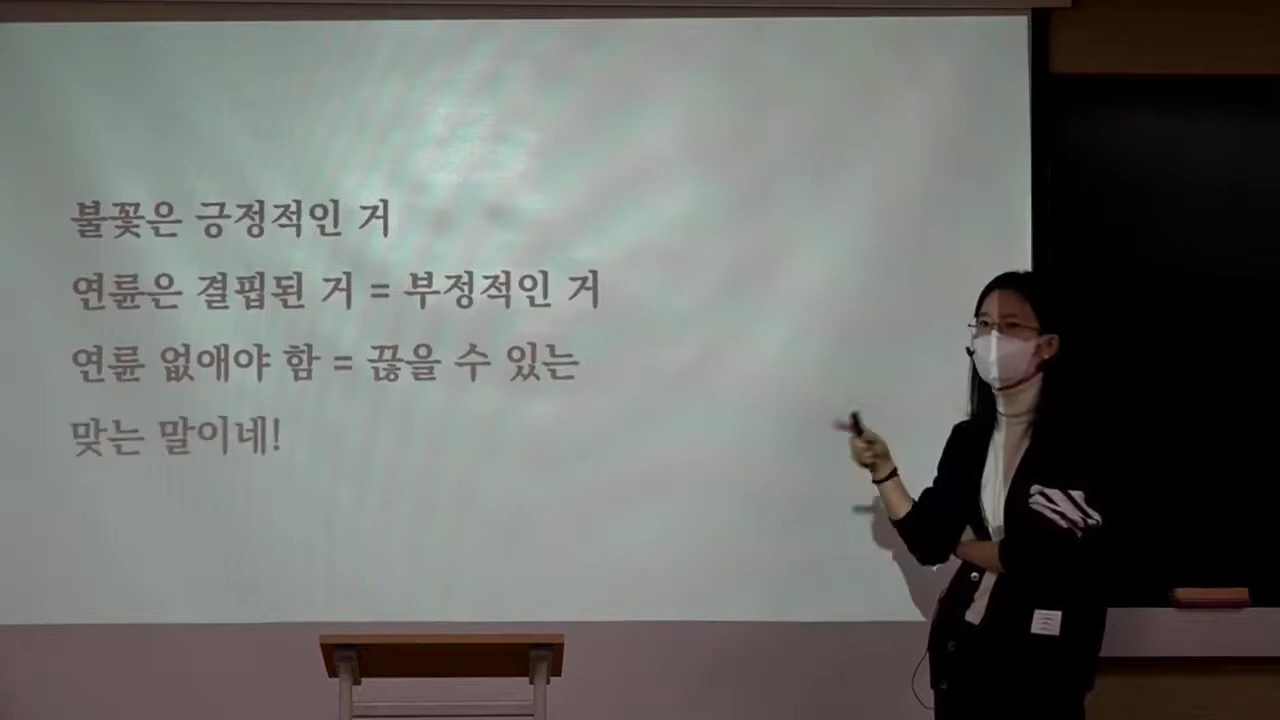 불꽃은 긍정적인 거
연륜은 결핍된 거 = 부정적인 거
연륜 없애야 함 = 끊을 수 있는
맞는 말이네!